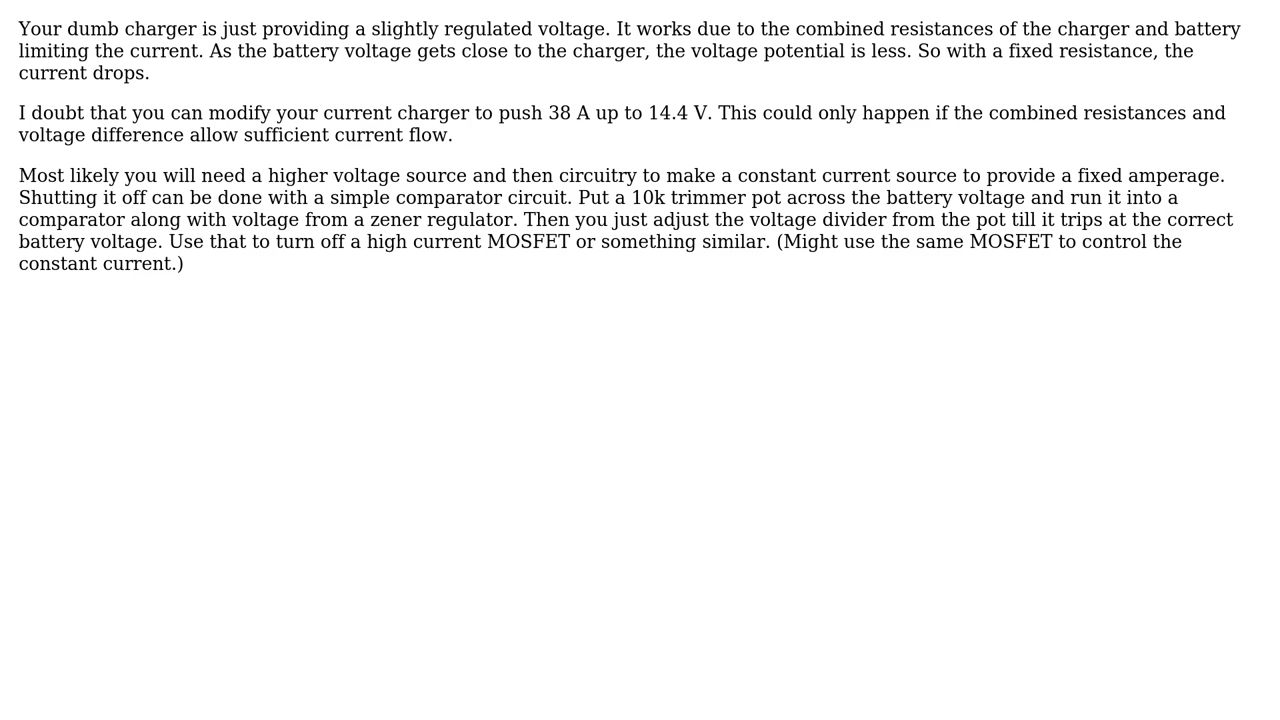 Your dumb charger is just providing a slightly regulated voltage. It works due to the combined resistances of the charger and battery
limiting the current. As the battery voltage gets close to the charger, the voltage potential is less. So with a fixed resistance, the
current drops.
I doubt that you can modify your current charger to push 38 A up to 14.4 V. This could only happen if the combined resistances and
voltage difference allow sufficient current flow.
Most likely you will need a higher voltage source and then circuitry to make a constant current source to provide a fixed amperage.
Shutting it off can be done with a simple comparator circuit. Put a 10k trimmer pot across the battery voltage and run it into a
comparator along with voltage from a zener regulator. Then you just adjust the voltage divider from the pot till it trips at the correct
battery voltage. Use that to turn off a high current MOSFET or something similar. (Might use the same MOSFET to control the
constant current.)